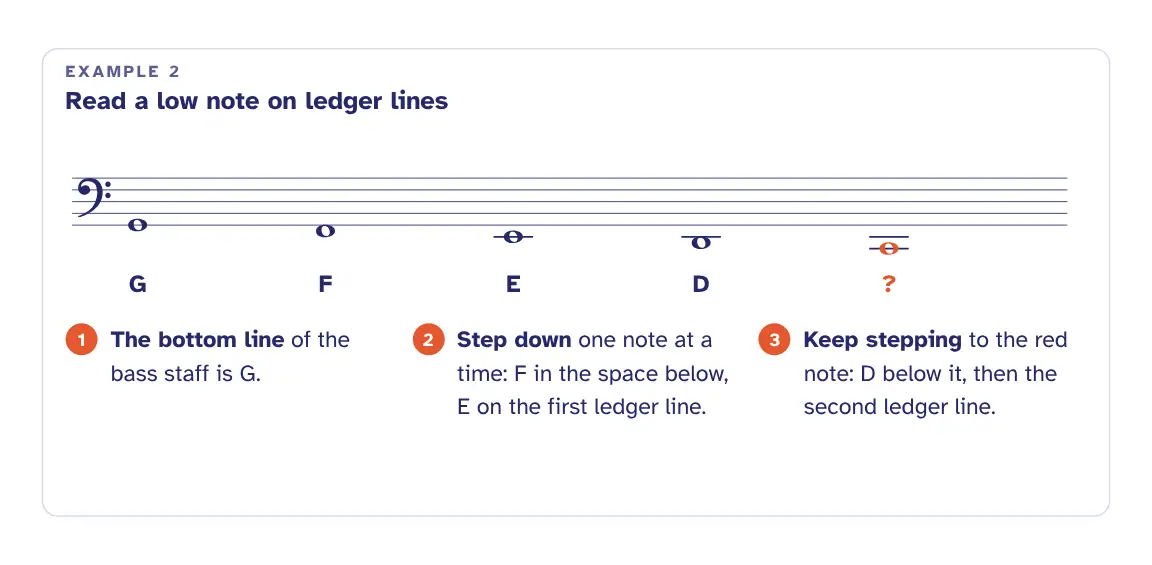 EXAMPLE 2
Read a low note on ledger lines
G F E D ?
1 The bottom line of the
bass staff is G.
2 Step down one note at a
time: F in the space below,
E on the first ledger line.
3 Keep stepping to the red
note: D below it, then the
second ledger line.